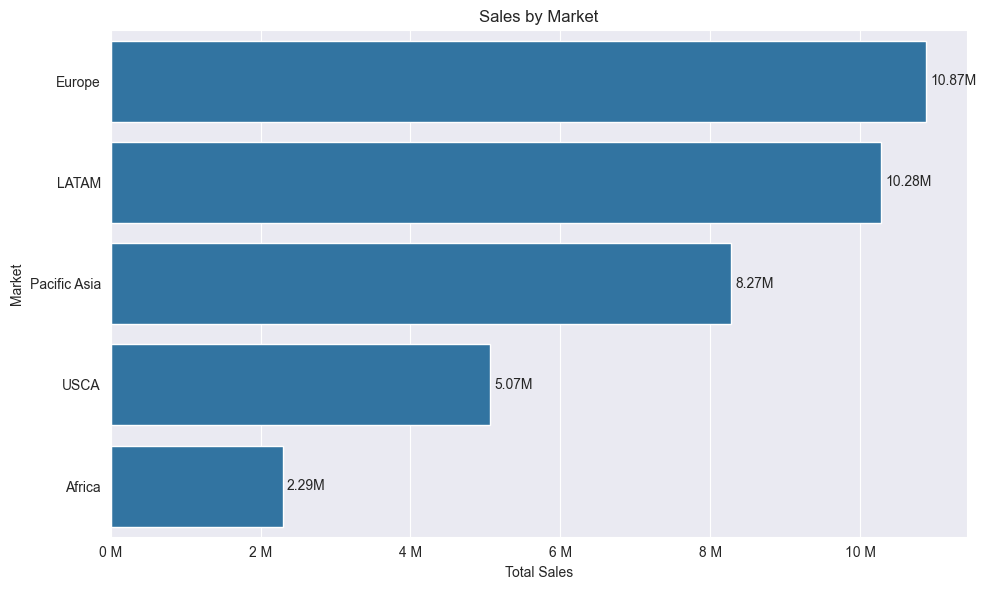 Sales by Market
Market
Europe
10.87M
LATAM
10.28M
Pacific Asia
8.27M
USCA
5.07M
Africa
2.29M
0 M
2 M
4 M
6 M
8 M
10 M
Total Sales